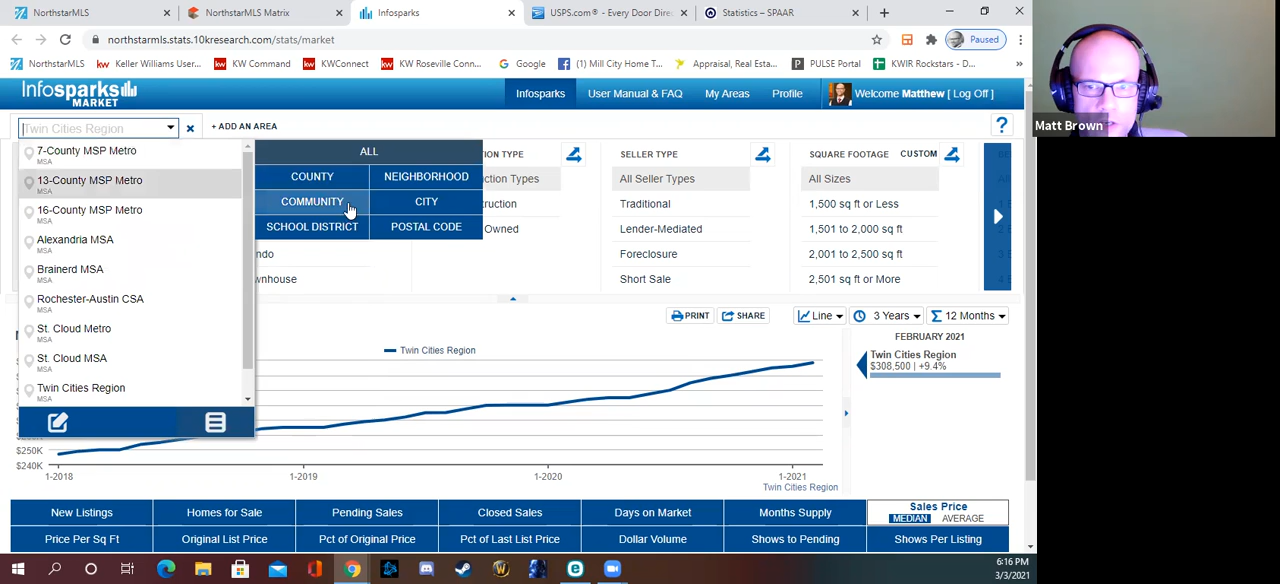 NorthstarMLS
NorthstarMLS Matrix
Infosparks
USPS.com® - Every Door Dire
Statistics – SPAAR
northstarmls.stats.10kresearch.com/stats/market
Paused
NorthstarMLS
Keller Williams User...
KW Command
KWConnect
KW Roseville Conn...
Google
(1) Mill City Home T...
Appraisal, Real Esta...
PULSE Portal
KWIR Rockstars - D...
»
Infosparks
MARKET
Infosparks
User Manual & FAQ
My Areas
Profile
Welcome Matthew [ Log Off ]
Matt Brown
Twin Cities Region
+ ADD AN AREA
?
7-County MSP Metro
MSA
13-County MSP Metro
MSA
16-County MSP Metro
MSA
Alexandria MSA
MSA
Brainerd MSA
MSA
Rochester-Austin CSA
MSA
St. Cloud Metro
MSA
St. Cloud MSA
MSA
Twin Cities Region
MSA
ALL
COUNTY
NEIGHBORHOOD
COMMUNITY
CITY
SCHOOL DISTRICT
POSTAL CODE
ndo
wnhouse
TION TYPE
ction Types
ruction
Owned
SELLER TYPE
All Seller Types
Traditional
Lender-Mediated
Foreclosure
Short Sale
SQUARE FOOTAGE
CUSTOM
All Sizes
1,500 sq ft or Less
1,501 to 2,000 sq ft
2,001 to 2,500 sq ft
2,501 sq ft or More
PRINT
SHARE
Line
3 Years
12 Months
Twin Cities Region
FEBRUARY 2021
Twin Cities Region
$308,500 | +9.4%
$250K
$240K
1-2018
1-2019
1-2020
1-2021
Twin Cities Region
New Listings
Homes for Sale
Pending Sales
Closed Sales
Days on Market
Months Supply
Sales Price
MEDIAN
AVERAGE
Price Per Sq Ft
Original List Price
Pct of Original Price
Pct of Last List Price
Dollar Volume
Shows to Pending
Shows Per Listing
6:16 PM
3/3/2021